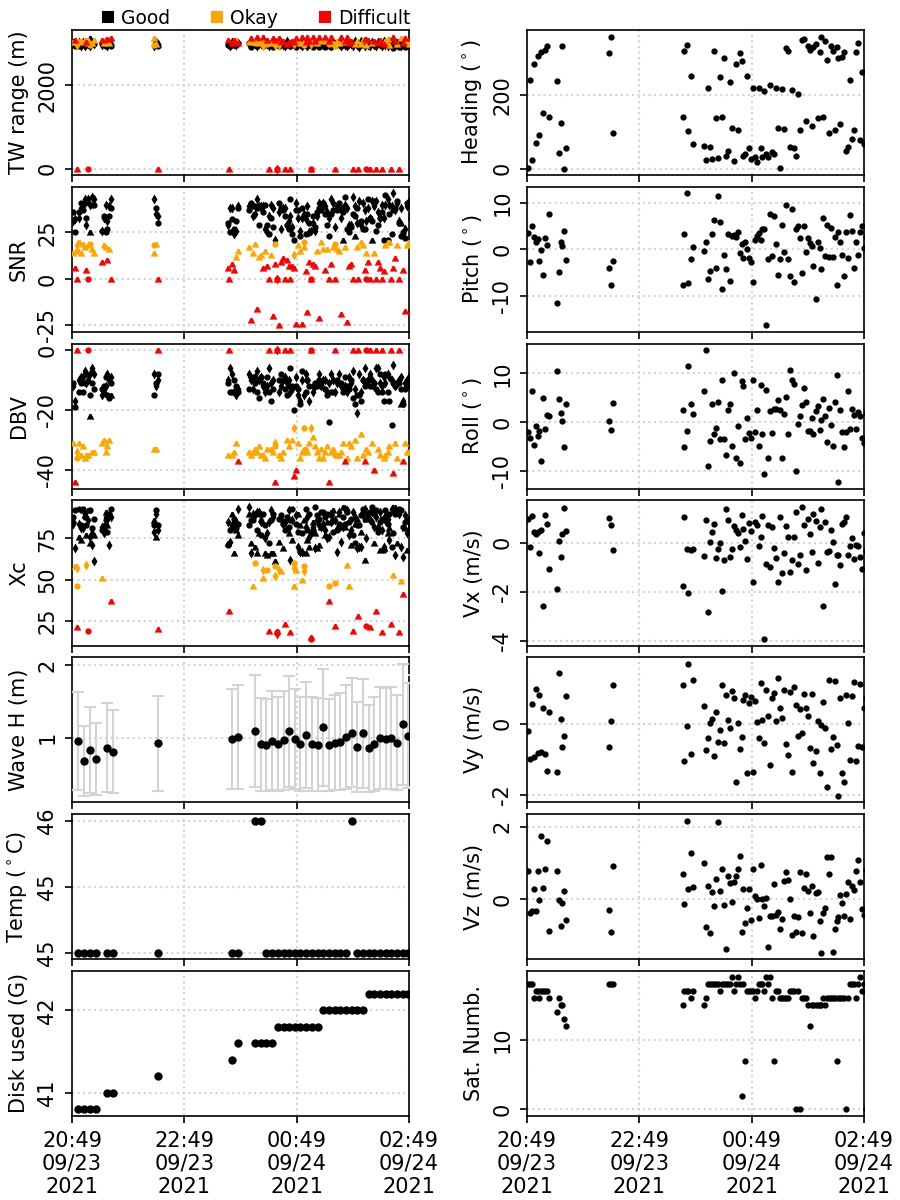 Good Okay Difficult
TW range (m)
2000
0
Heading (°)
200
0
SNR
25
0
-25
Pitch (°)
10
0
-10
DBV
0
-20
-40
Roll (°)
10
0
-10
Xc
75
50
25
Vx (m/s)
0
-2
-4
Wave H (m)
2
1
Vy (m/s)
0
-2
Temp (°C)
46
45
45
Vz (m/s)
2
0
Disk used (G)
42
41
Sat. Numb.
10
0
20:49 22:49 00:49 02:49 20:49 22:49 00:49 02:49
09/23 09/23 09/24 09/24 09/23 09/23 09/24 09/24
2021 2021 2021 2021 2021 2021 2021 2021